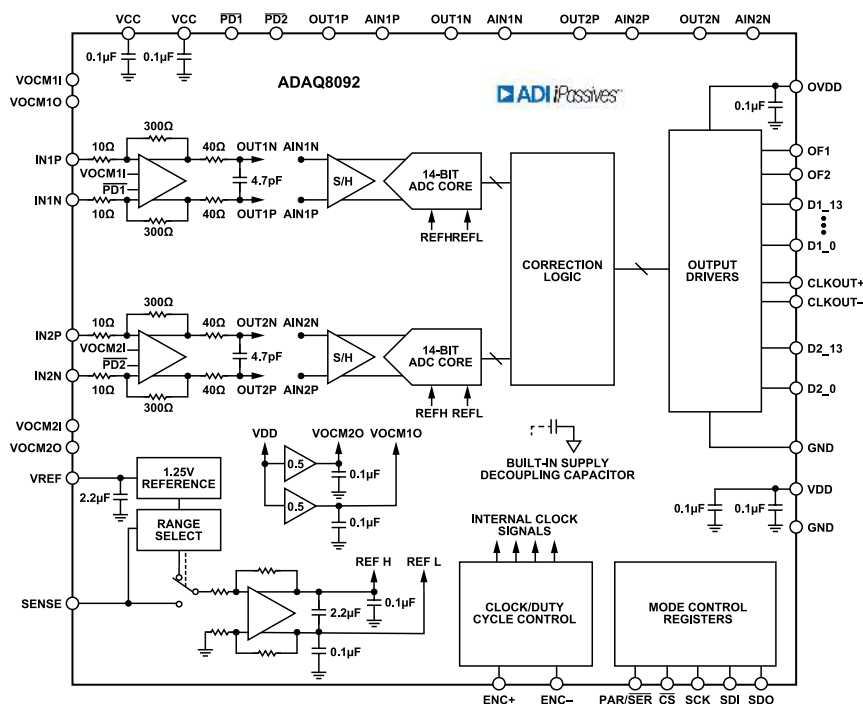 VCC VCC PD1 PD2 OUT1P AIN1P OUT1N AIN1N OUT2P AIN2P OUT2N AIN2N
0.1µF 0.1µF
VOCM1I
VOCM1O
ADAQ8092
ADI iPassives™
OVDD
0.1µF
300Ω
10Ω 40Ω OUT1N AIN1N
IN1P
VOCM1I
PD1
4.7pF
S/H
14-BIT
ADC CORE
IN1N
10Ω 40Ω OUT1P AIN1P
300Ω
REFH REFL
CORRECTION
LOGIC
OUTPUT
DRIVERS
OF1
OF2
D1_13
D1_0
CLKOUT+
CLKOUT–
D2_13
D2_0
GND
300Ω
10Ω 40Ω OUT2N AIN2N
IN2P
VOCM2I
PD2
4.7pF
S/H
14-BIT
ADC CORE
IN2N
10Ω 40Ω OUT2P AIN2P
300Ω
REFH REFL
VOCM2I
VOCM2O
VREF
2.2µF
1.25V
REFERENCE
RANGE
SELECT
SENSE
VDD VOCM2O VOCM1O
0.5
0.1µF
0.5
0.1µF
BUILT-IN SUPPLY
DECOUPLING CAPACITOR
VDD
0.1µF 0.1µF
GND
REF H REF L
2.2µF
0.1µF
0.1µF
INTERNAL CLOCK
SIGNALS
CLOCK/DUTY
CYCLE CONTROL
MODE CONTROL
REGISTERS
ENC+ ENC– PAR/SER CS SCK SDI SDO